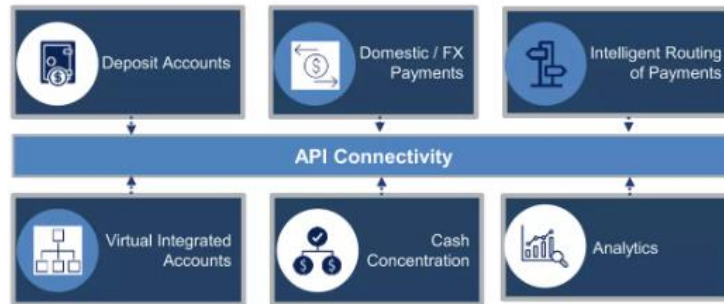 Deposit Accounts
Domestic / FX
Payments
Intelligent Routing
of Payments
API Connectivity
Virtual Integrated
Accounts
Cash
Concentration
Analytics